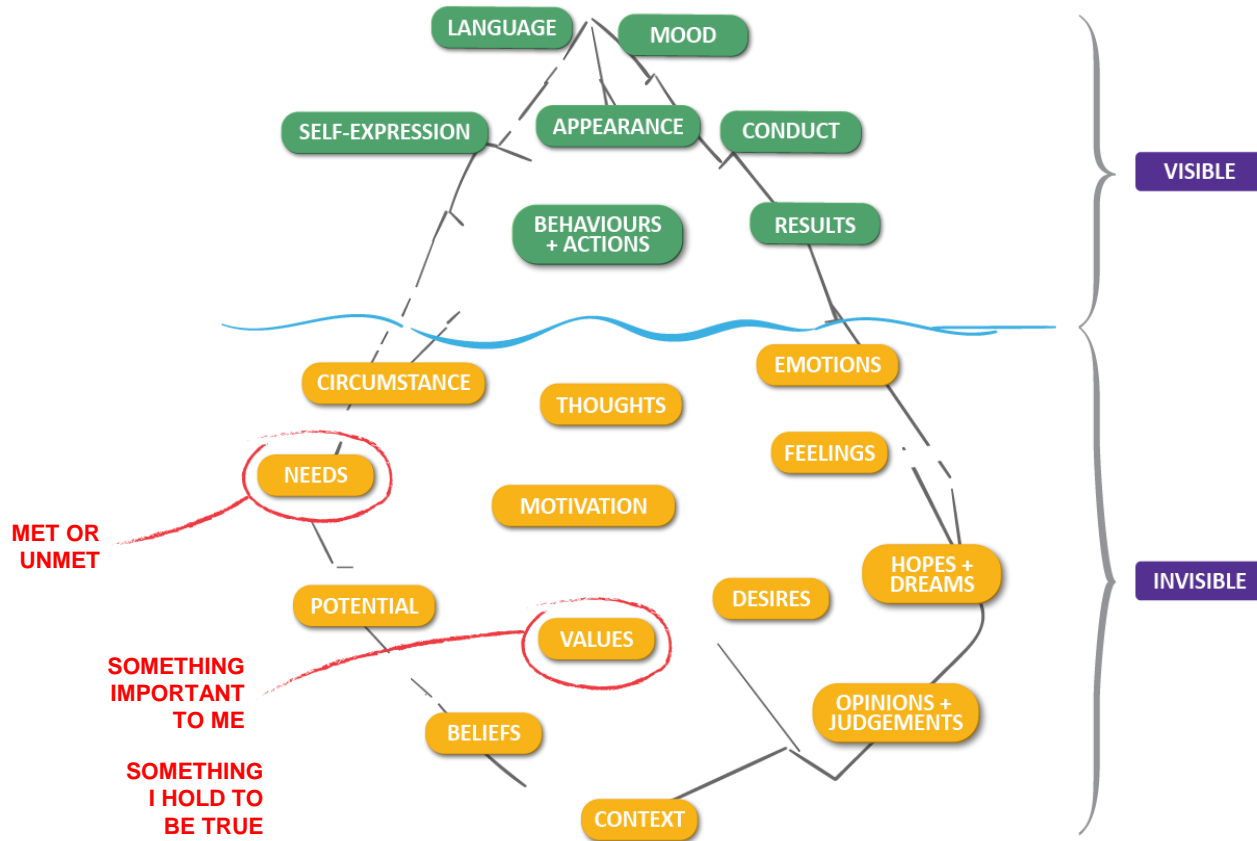 LANGUAGE
MOOD
SELF-EXPRESSION
APPEARANCE
CONDUCT
VISIBLE
BEHAVIOURS
+ ACTIONS
RESULTS
EMOTIONS
CIRCUMSTANCE
THOUGHTS
FEELINGS
NEEDS
MOTIVATION
MET OR
UNMET
HOPES +
DREAMS
INVISIBLE
POTENTIAL
DESIRES
VALUES
SOMETHING
IMPORTANT
TO ME
OPINIONS +
JUDGEMENTS
BELIEFS
SOMETHING
I HOLD TO
BE TRUE
CONTEXT